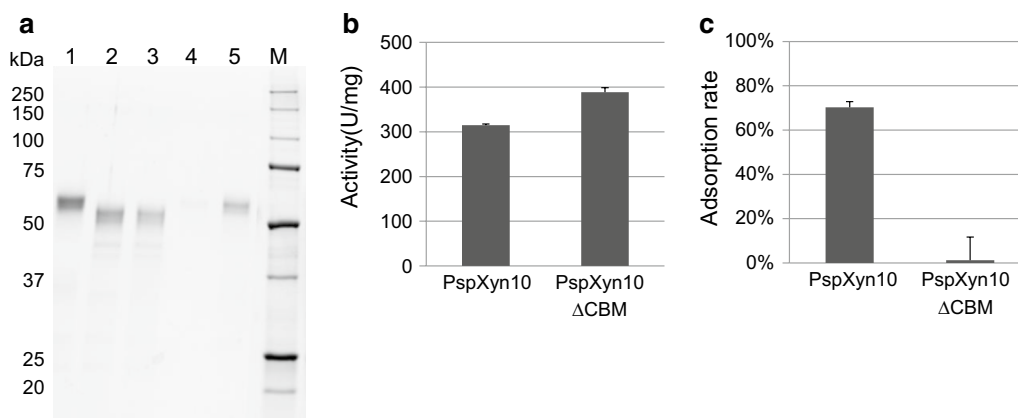 a
kDa 1 2 3 4 5 M
250
150
100
75
50
37
25
20
b
Activity(U/mg)
500
400
300
200
100
0
PspXyn10 PspXyn10
ΔCBM
c
Adsorption rate
100%
80%
60%
40%
20%
0%
PspXyn10 PspXyn10
ΔCBM